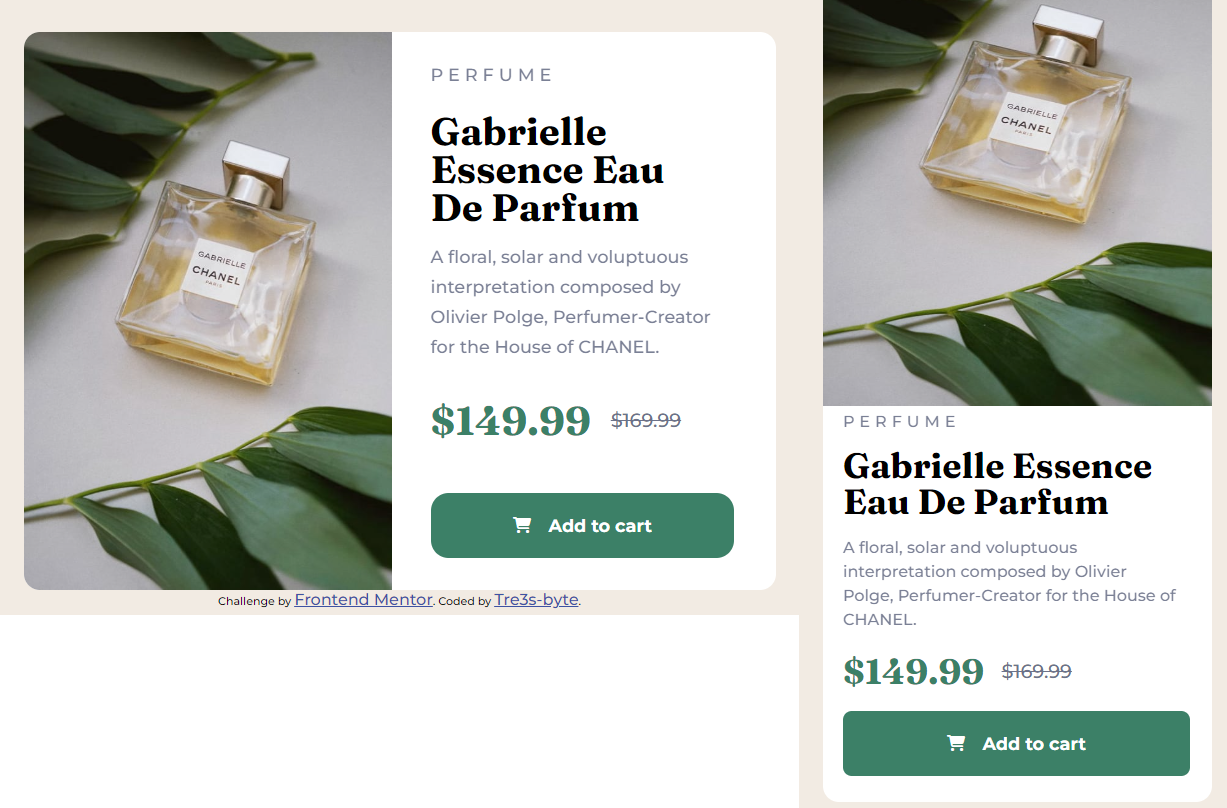 PERFUME
Gabrielle
Essence Eau
De Parfum
A floral, solar and voluptuous
interpretation composed by
Olivier Polge, Perfumer-Creator
for the House of CHANEL.
$149.99 $169.99
Add to cart
GABRIELLE
CHANEL
PARIS
Challenge by Frontend Mentor. Coded by Tre3s-byte.
GABRIELLE
CHANEL
PARIS
PERFUME
Gabrielle Essence
Eau De Parfum
A floral, solar and voluptuous
interpretation composed by Olivier
Polge, Perfumer-Creator for the House of
CHANEL.
$149.99 $169.99
Add to cart